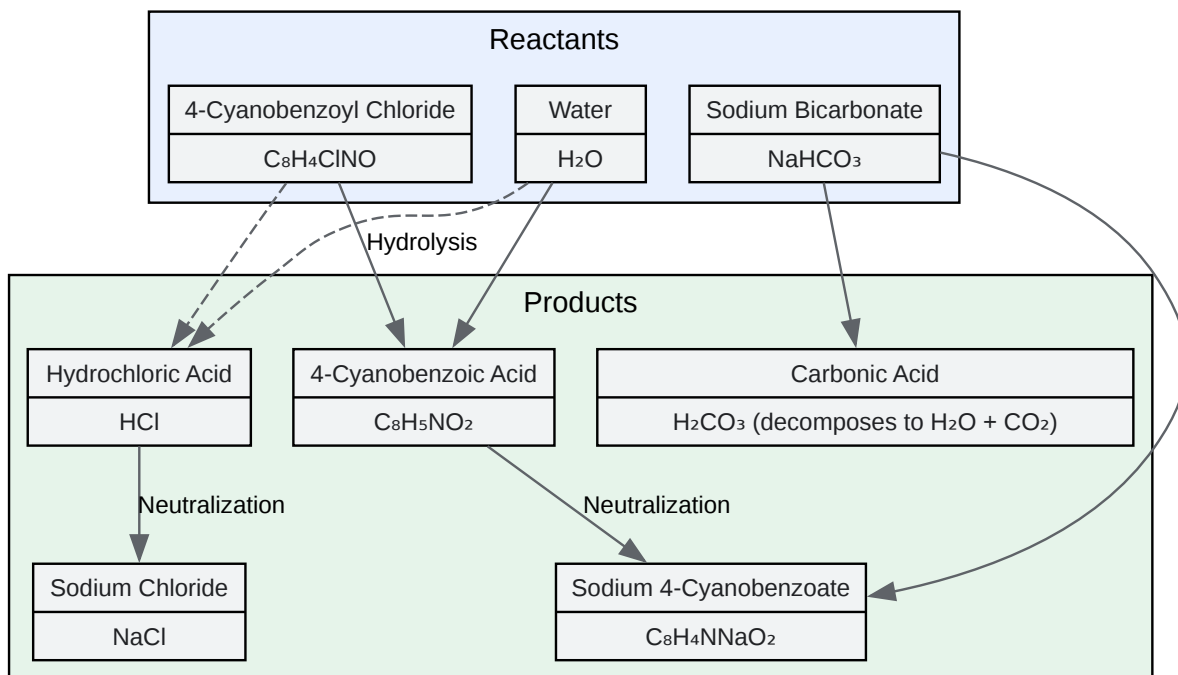 Reactants
4-Cyanobenzoyl Chloride
C₈H₄ClNO
Water
H₂O
Sodium Bicarbonate
NaHCO₃
Hydrolysis
Products
Hydrochloric Acid
HCl
4-Cyanobenzoic Acid
C₈H₅NO₂
Carbonic Acid
H₂CO₃ (decomposes to H₂O + CO₂)
Neutralization
Neutralization
Sodium Chloride
NaCl
Sodium 4-Cyanobenzoate
C₈H₄NNaO₂